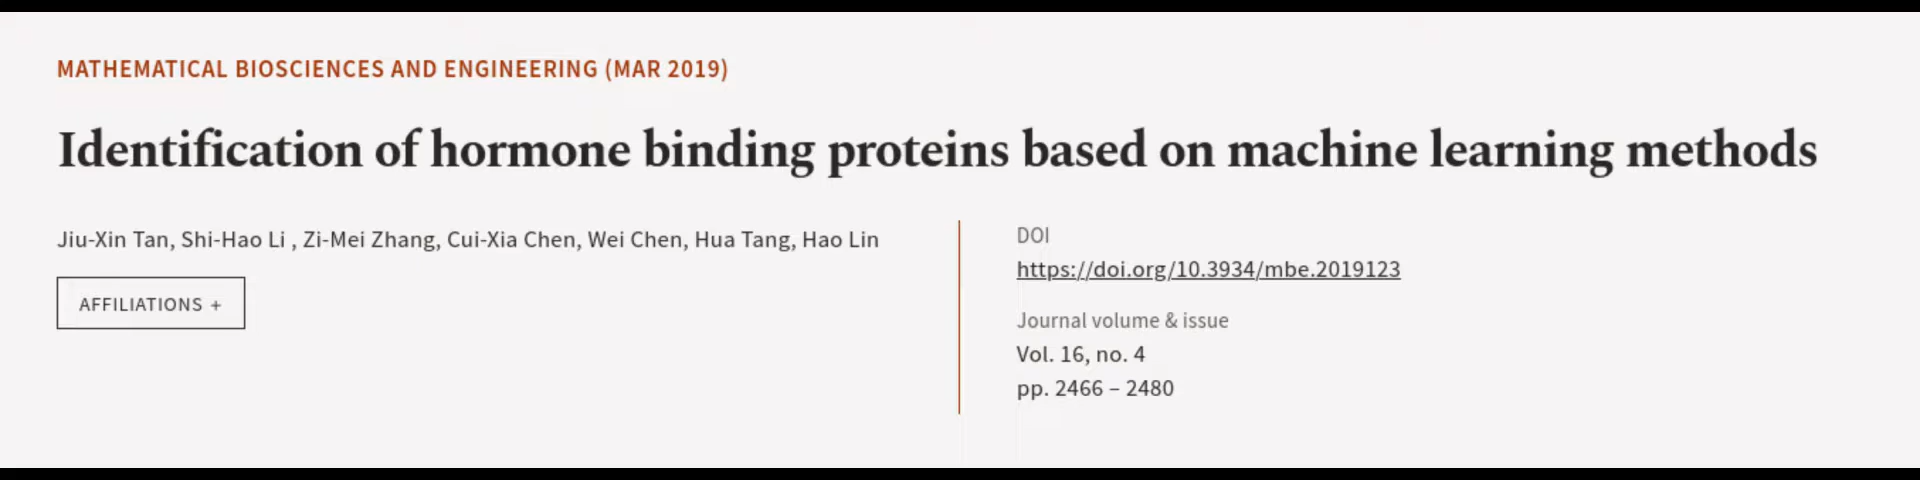 MATHEMATICAL BIOSCIENCES AND ENGINEERING (MAR 2019)
Identification of hormone binding proteins based on machine learning methods
Jiu-Xin Tan, Shi-Hao Li , Zi-Mei Zhang, Cui-Xia Chen, Wei Chen, Hua Tang, Hao Lin
AFFILIATIONS +
DOI
https://doi.org/10.3934/mbe.2019123
Journal volume & issue
Vol. 16, no. 4
pp. 2466 – 2480